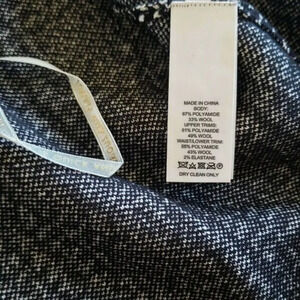 MADE IN CHINA
BODY:
67% POLYAMIDE
33% WOOL
UPPER TRIMS:
51% POLYAMIDE
49% WOOL
WAIST/LOWER TRIM:
55% POLYAMIDE
43% WOOL
2% ELASTANE
DRY CLEAN ONLY